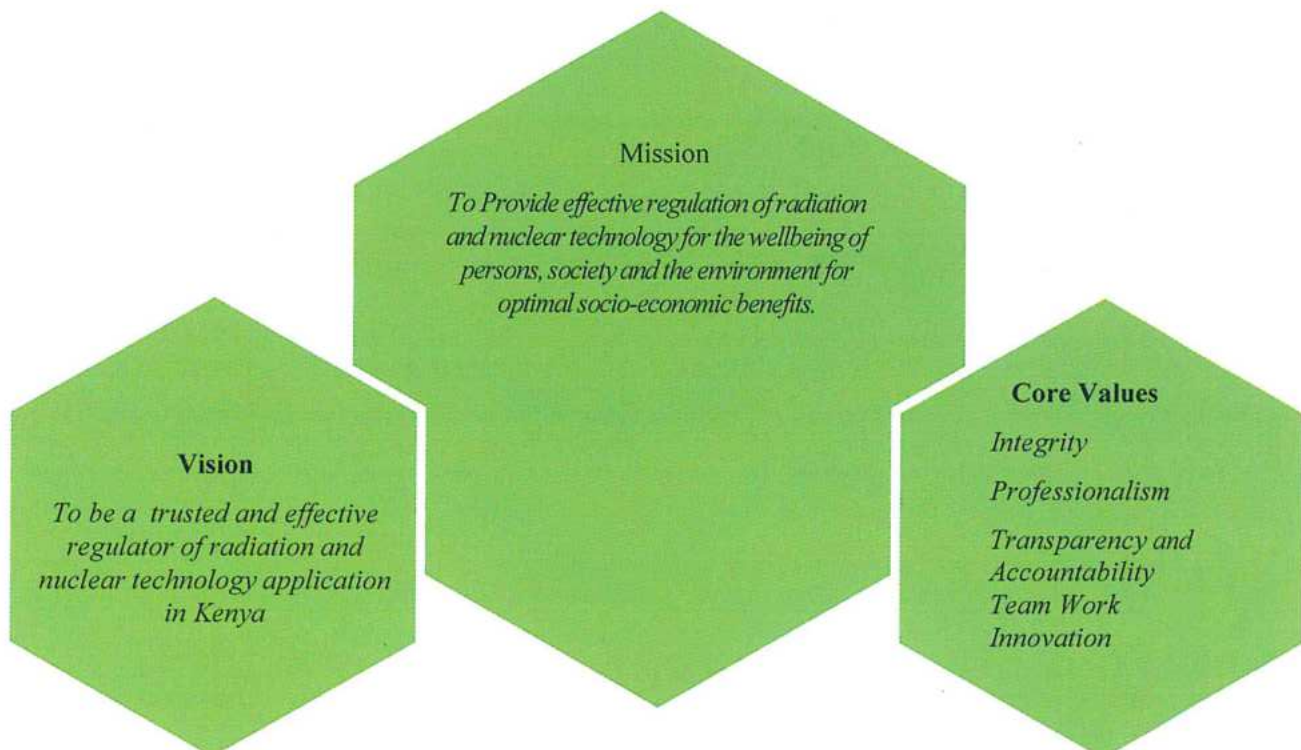 Mission
To Provide effective regulation of radiation
and nuclear technology for the wellbeing of
persons, society and the environment for
optimal socio-economic benefits.
Vision
To be a trusted and effective
regulator of radiation and
nuclear technology application
in Kenya
Core Values
Integrity
Professionalism
Transparency and
Accountability
Team Work
Innovation